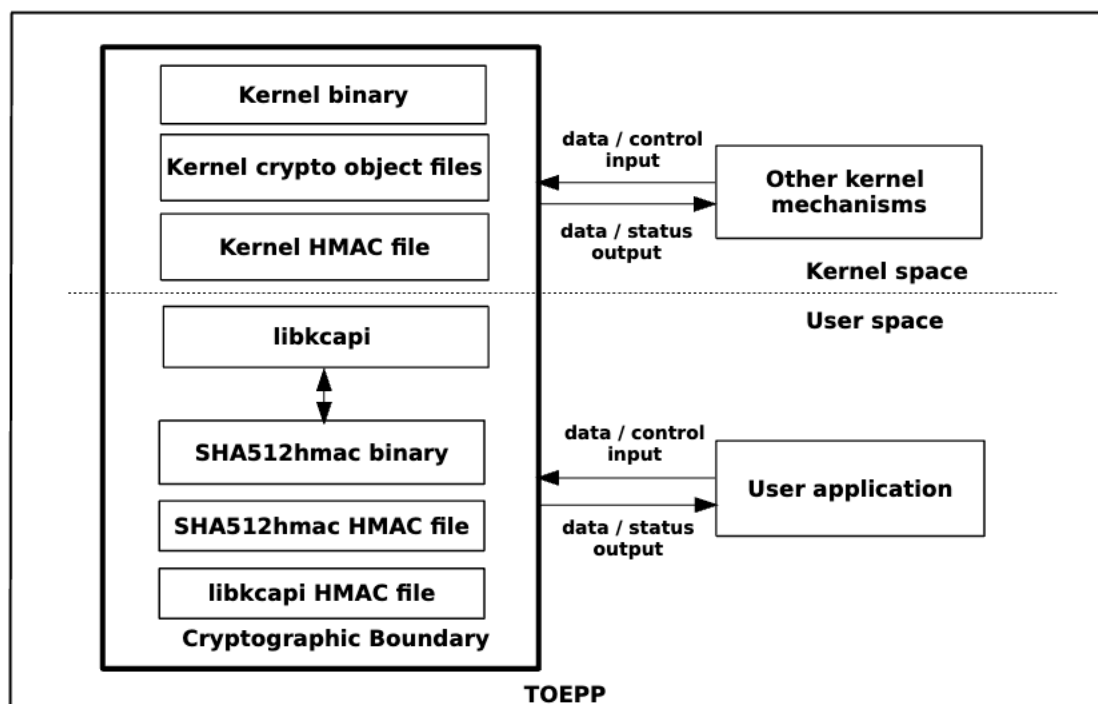 Kernel binary
Kernel crypto object files
Kernel HMAC file
data / control
input
data / status
output
Other kernel
mechanisms
Kernel space
User space
libkcapi
SHA512hmac binary
SHA512hmac HMAC file
libkcapi HMAC file
Cryptographic Boundary
data / control
input
data / status
output
User application
TOEPP